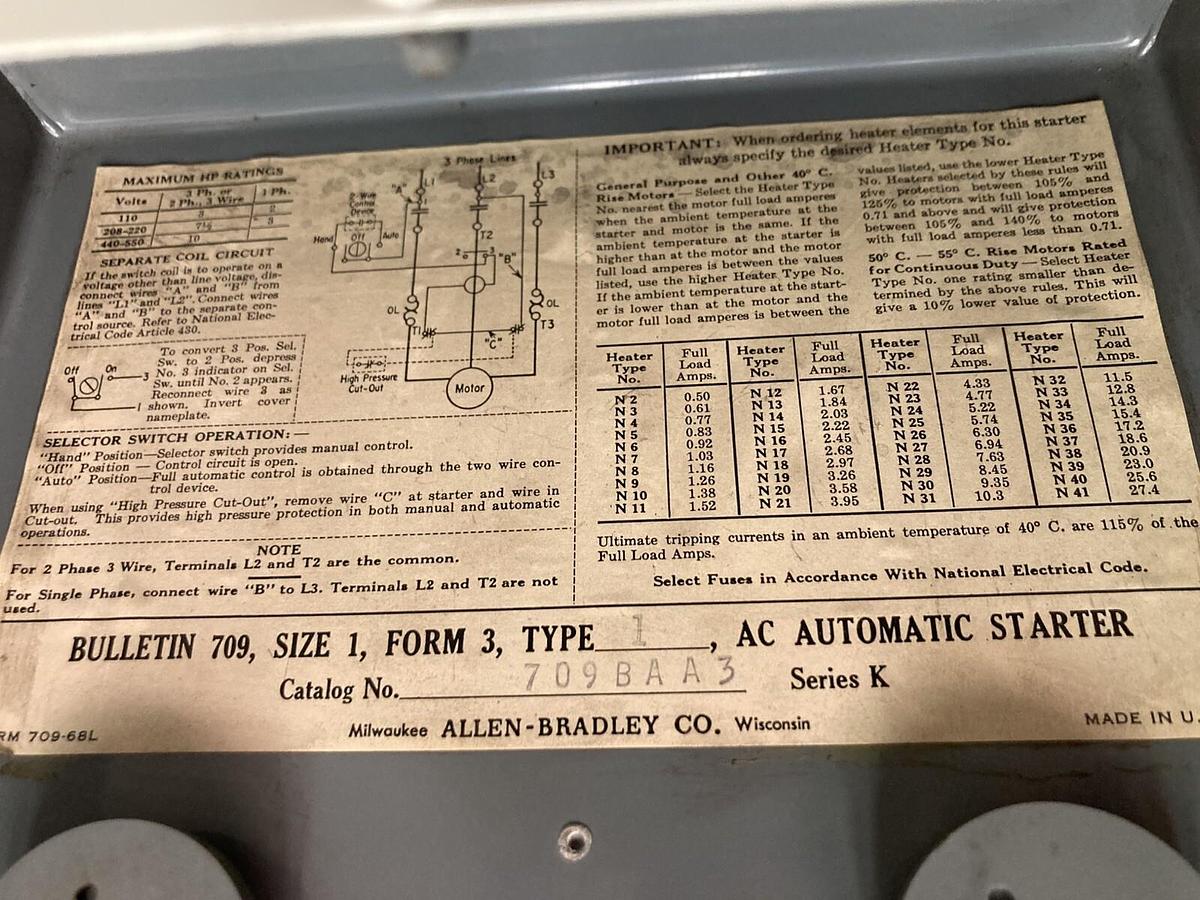 MAXIMUM HP RATINGS
Volts 3 Ph. or 2 Ph., 3 Wire 1 Ph.
110 3 2
208-220 7½ 3
440-550 10
SEPARATE COIL CIRCUIT
If the switch coil is to operate on a
voltage other than line voltage, dis-
connect wires "A" and "B" from
lines "L1" and "L2". Connect wires
"A" and "B" to the separate con-
trol source. Refer to National Elec-
trical Code Article 430.
Off On 3 1
To convert 3 Pos. Sel.
Sw. to 2 Pos. depress
No. 3 indicator on Sel.
Sw. until No. 2 appears.
Reconnect wire 3 as
shown. Invert cover
nameplate.
3 Phase Lines
L1 L2 L3
"A"
2-Wire
Control
Device
Hand Off Auto
T2
2 3 "B"
OL OL
T1 T3
"C"
High Pressure
Cut-Out
Motor
SELECTOR SWITCH OPERATION:—
"Hand" Position—Selector switch provides manual control.
"Off" Position — Control circuit is open.
"Auto" Position—Full automatic control is obtained through the two wire con-
trol device.
When using "High Pressure Cut-Out", remove wire "C" at starter and wire in
Cut-out. This provides high pressure protection in both manual and automatic
operations.
NOTE
For 2 Phase 3 Wire, Terminals L2 and T2 are the common.
For Single Phase, connect wire "B" to L3. Terminals L2 and T2 are not
used.
IMPORTANT: When ordering heater elements for this starter
always specify the desired Heater Type No.
General Purpose and Other 40° C.
Rise Motors — Select the Heater Type
No. nearest the motor full load amperes
when the ambient temperature at the
starter and motor is the same. If the
ambient temperature at the starter is
higher than at the motor and the motor
full load amperes is between the values
listed, use the higher Heater Type No.
If the ambient temperature at the start-
er is lower than at the motor and the
motor full load amperes is between the
values listed, use the lower Heater Type
No. Heaters selected by these rules will
give protection between 105% and
125% to motors with full load amperes
0.71 and above and will give protection
between 105% and 140% to motors
with full load amperes less than 0.71.
50° C. — 55° C. Rise Motors Rated
for Continuous Duty — Select Heater
Type No. one rating smaller than de-
termined by the above rules. This will
give a 10% lower value of protection.
Heater Type No. Full Load Amps. Heater Type No. Full Load Amps. Heater Type No. Full Load Amps. Heater Type No. Full Load Amps.
N 2 0.50 N 12 1.67 N 22 4.33 N 32 11.5
N 3 0.61 N 13 1.84 N 23 4.77 N 33 12.8
N 4 0.77 N 14 2.03 N 24 5.22 N 34 14.3
N 5 0.83 N 15 2.22 N 25 5.74 N 35 15.4
N 6 0.92 N 16 2.45 N 26 6.30 N 36 17.2
N 7 1.03 N 17 2.68 N 27 6.94 N 37 18.6
N 8 1.16 N 18 2.97 N 28 7.63 N 38 20.9
N 9 1.26 N 19 3.26 N 29 8.45 N 39 23.0
N 10 1.38 N 20 3.58 N 30 9.35 N 40 25.6
N 11 1.52 N 21 3.95 N 31 10.3 N 41 27.4
Ultimate tripping currents in an ambient temperature of 40° C. are 115% of the
Full Load Amps.
Select Fuses in Accordance With National Electrical Code.
BULLETIN 709, SIZE 1, FORM 3, TYPE 1, AC AUTOMATIC STARTER
Catalog No. 709BAA3 Series K
Milwaukee ALLEN-BRADLEY CO. Wisconsin
RM 709-68L
MADE IN U.